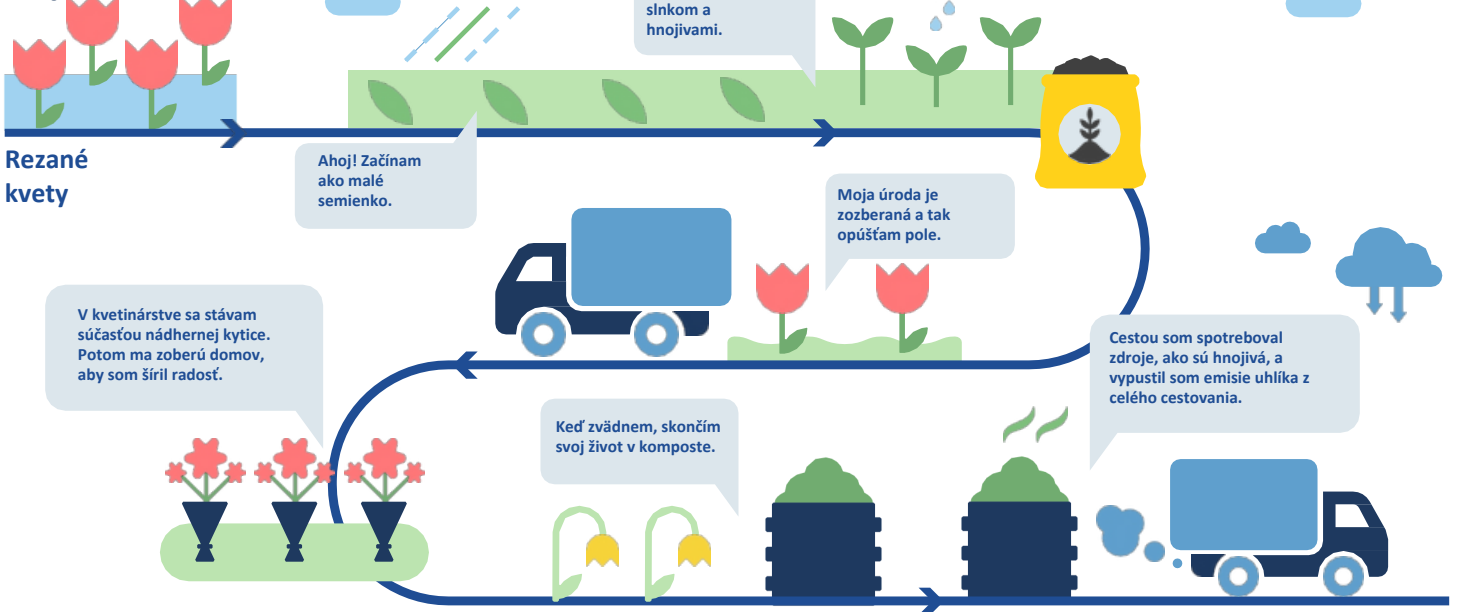 slnkom a
hnojivami.
Rezané
kvety
Ahoj! Začínam
ako malé
semienko.
Moja úroda je
zozberaná a tak
opúšťam pole.
V kvetinárstve sa stávam
súčasťou nádhernej kytice.
Potom ma zoberú domov,
aby som šíril radosť.
Cestou som spotreboval
zdroje, ako sú hnojivá, a
vypustil som emisie uhlíka z
celého cestovania.
Keď zvädnem, skončím
svoj život v komposte.